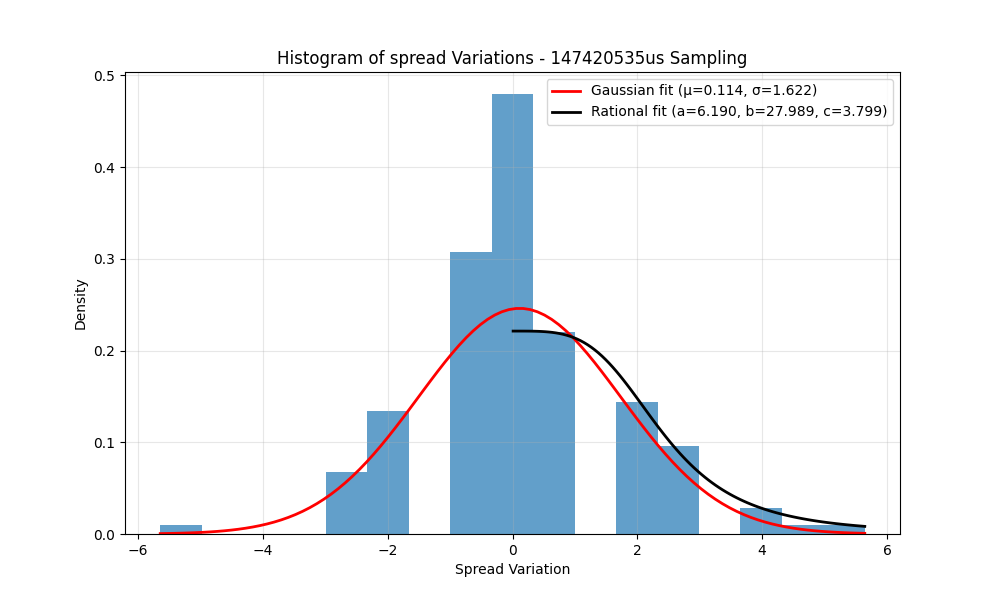 Histogram of spread Variations - 147420535us Sampling
Gaussian fit (μ=0.114, σ=1.622)
Rational fit (a=6.190, b=27.989, c=3.799)
0.5
0.4
0.3
0.2
0.1
0.0
Density
−6
−4
−2
0
2
4
6
Spread Variation